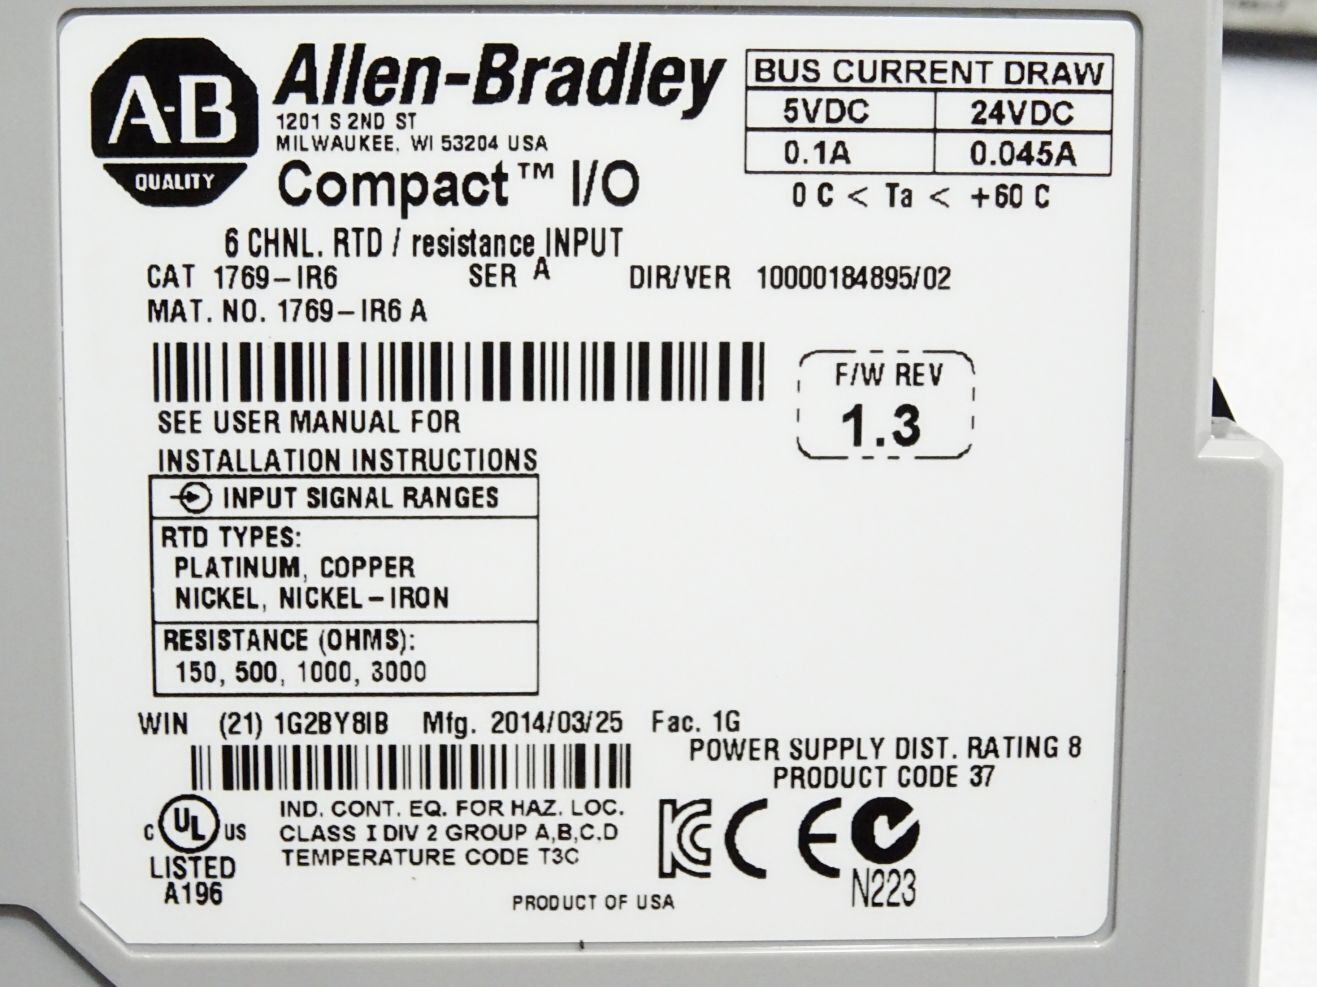 A-B
QUALITY
Allen-Bradley
1201 S 2ND ST
MILWAUKEE, WI 53204 USA
Compact™ I/O
BUS CURRENT DRAW
5VDC 24VDC
0.1A 0.045A
0 C < Ta < +60 C
6 CHNL. RTD / resistance INPUT
CAT 1769-IR6 SER A DIR/VER 10000184895/02
MAT. NO. 1769-IR6 A
F/W REV
1.3
SEE USER MANUAL FOR
INSTALLATION INSTRUCTIONS
INPUT SIGNAL RANGES
RTD TYPES:
PLATINUM, COPPER
NICKEL, NICKEL-IRON
RESISTANCE (OHMS):
150, 500, 1000, 3000
WIN (21) 1G2BY8IB Mfg. 2014/03/25 Fac. 1G
POWER SUPPLY DIST. RATING 8
PRODUCT CODE 37
C UL US
LISTED
A196
IND. CONT. EQ. FOR HAZ. LOC.
CLASS I DIV 2 GROUP A,B,C,D
TEMPERATURE CODE T3C
KC CE
N223
PRODUCT OF USA